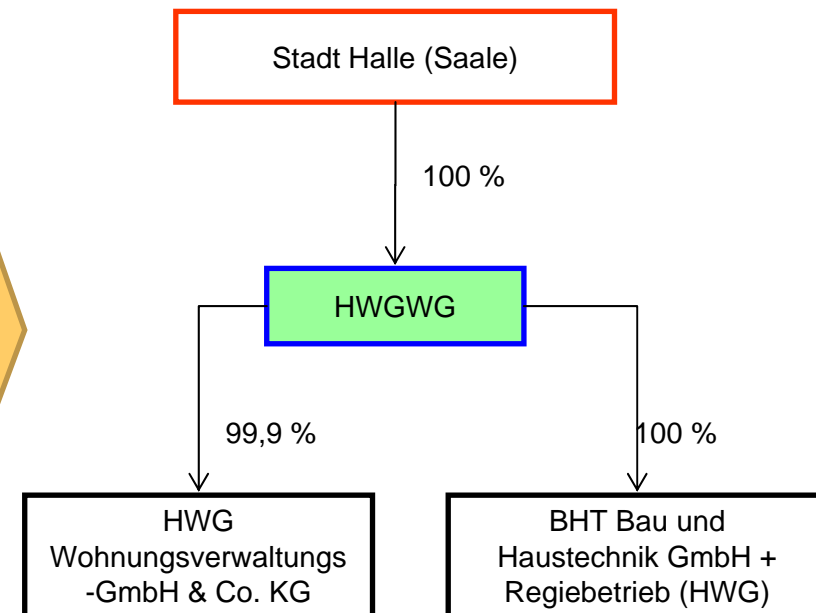 Stadt Halle (Saale)
100 %
HWGWG
99,9 %
100 %
HWG
Wohnungsverwaltungs
-GmbH & Co. KG
BHT Bau und
Haustechnik GmbH +
Regiebetrieb (HWG)